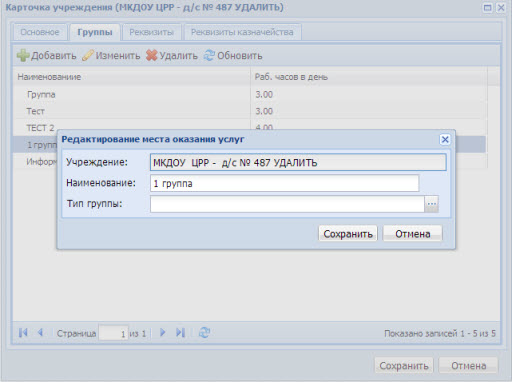 Карточка учреждения (МКДОУ ЦРР - д/с № 487 УДАЛИТЬ)
Основное Группы Реквизиты Реквизиты казначейства
Добавить Изменить Удалить Обновить
Наименование Раб. часов в день
Группа 3.00
Тест 3.00
ТЕСТ 2 4.00
1 групп
Информ
Редактирование места оказания услуг
Учреждение: МКДОУ ЦРР - д/с № 487 УДАЛИТЬ
Наименование: 1 группа
Тип группы: ...
Сохранить Отмена
Страница 1 из 1 Показано записей 1 - 5 из 5
Сохранить Отмена